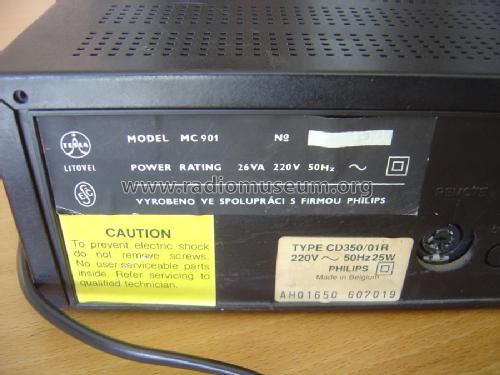 TESLA
LITOVEL
MODEL MC 901 No
POWER RATING 26VA 220V 50Hz
ESČ
VYROBENO VE SPOLUPRÁCI S FIRMOU PHILIPS
www.radiomuseum.org
REMOTE
CAUTION
To prevent electric shock
do not remove screws.
No user-serviceable parts
inside. Refer servicing to
qualified technician.
TYPE CD350/01R
220V ~ 50Hz 25W
PHILIPS
Made in Belgium
AH01650 607019